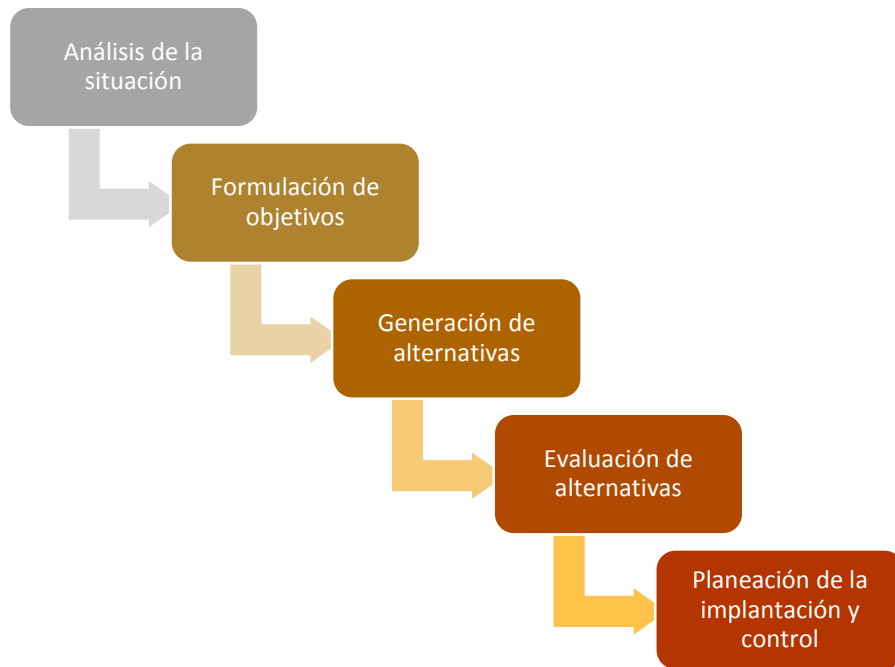 Análisis de la
situación
Formulación de
objetivos
Generación de
alternativas
Evaluación de
alternativas
Planeación de la
implantación y
control